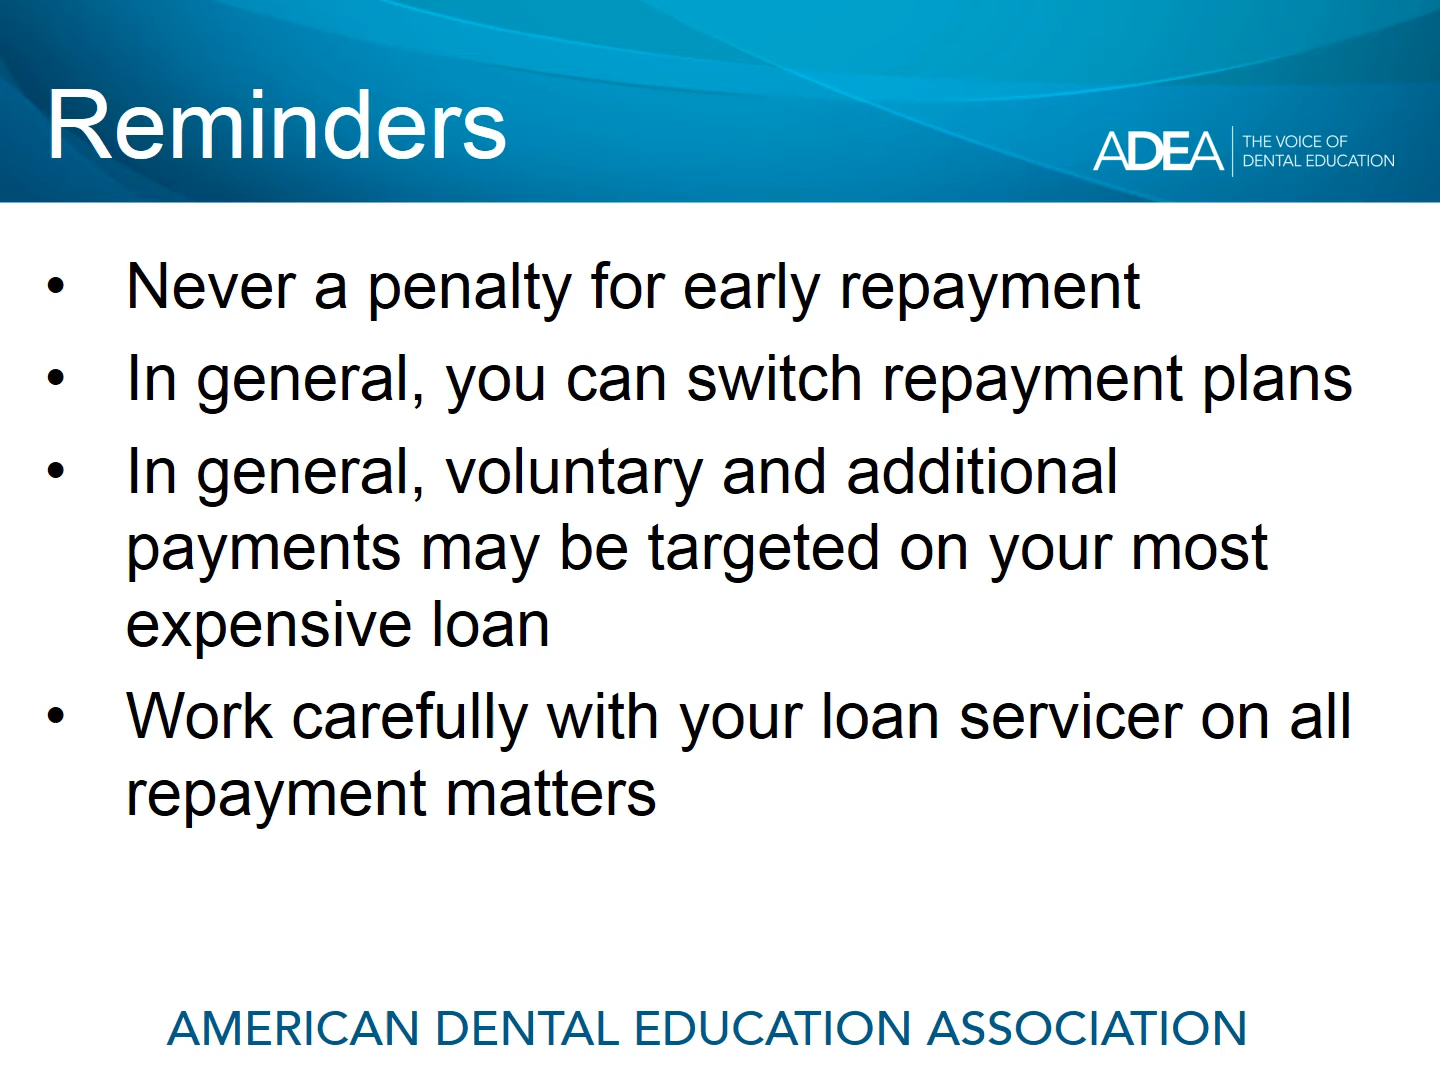 Reminders
ADEA THE VOICE OF
DENTAL EDUCATION
• Never a penalty for early repayment
• In general, you can switch repayment plans
• In general, voluntary and additional
payments may be targeted on your most
expensive loan
• Work carefully with your loan servicer on all
repayment matters
AMERICAN DENTAL EDUCATION ASSOCIATION